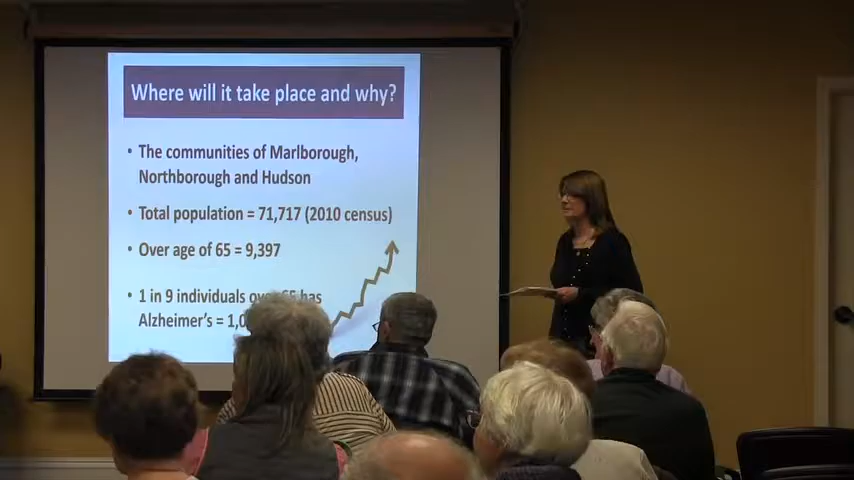 Where will it take place and why?
• The communities of Marlborough,
Northborough and Hudson
• Total population = 71,717 (2010 census)
• Over age of 65 = 9,397
• 1 in 9 individuals has
Alzheimer's =